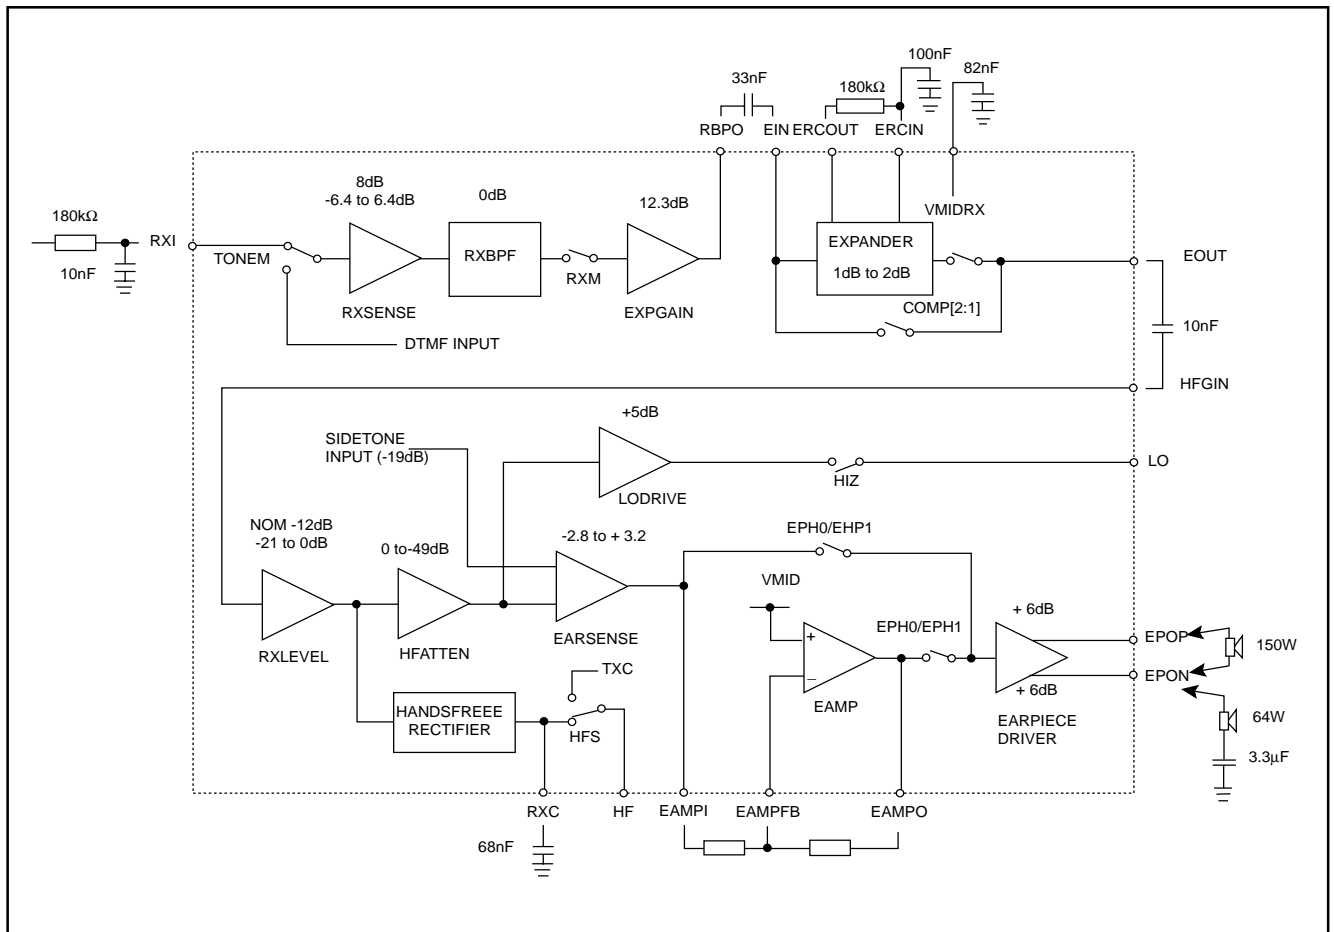 100nF
82nF
33nF
180kΩ
RBPO EIN ERCOUT ERCIN
8dB
-6.4 to 6.4dB
0dB
12.3dB
VMIDRX
180kΩ
RXI
10nF
TONEM
RXSENSE
RXBPF
RXM
EXPGAIN
EXPANDER
1dB to 2dB
COMP[2:1]
EOUT
10nF
DTMF INPUT
HFGIN
+5dB
SIDETONE
INPUT (-19dB)
LODRIVE
HIZ
LO
NOM -12dB
-21 to 0dB
0 to-49dB
-2.8 to + 3.2
EPH0/EHP1
VMID
RXLEVEL
HFATTEN
EARSENSE
+
−
EAMP
EPH0/EPH1
+ 6dB
+ 6dB
EARPIECE
DRIVER
EPOP
EPON
150W
64W
3.3µF
HANDSFREEE
RECTIFIER
TXC
HFS
RXC
HF
EAMPI
EAMPFB
EAMPO
68nF